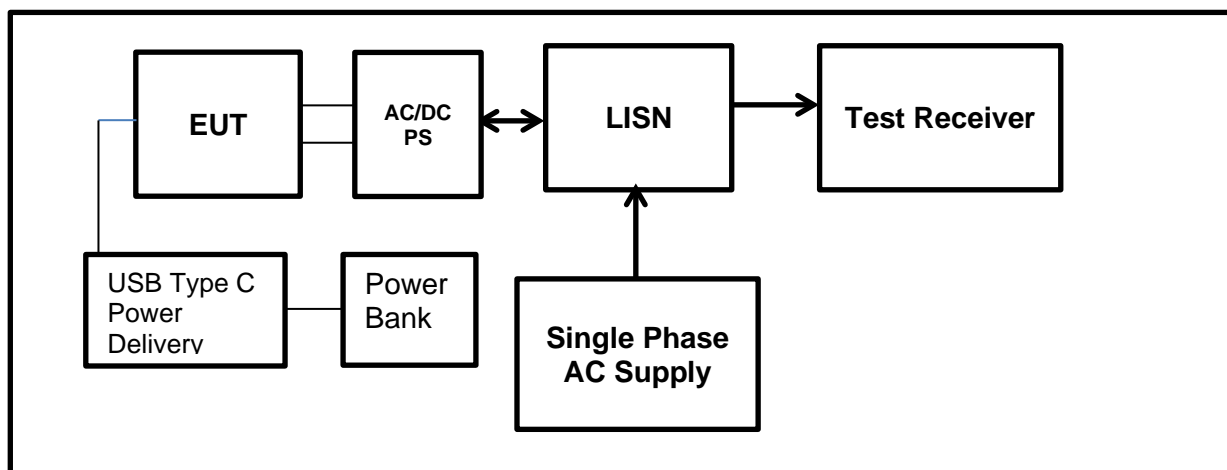 EUT
AC/DC
PS
LISN
Test Receiver
USB Type C
Power
Delivery
Power
Bank
Single Phase
AC Supply